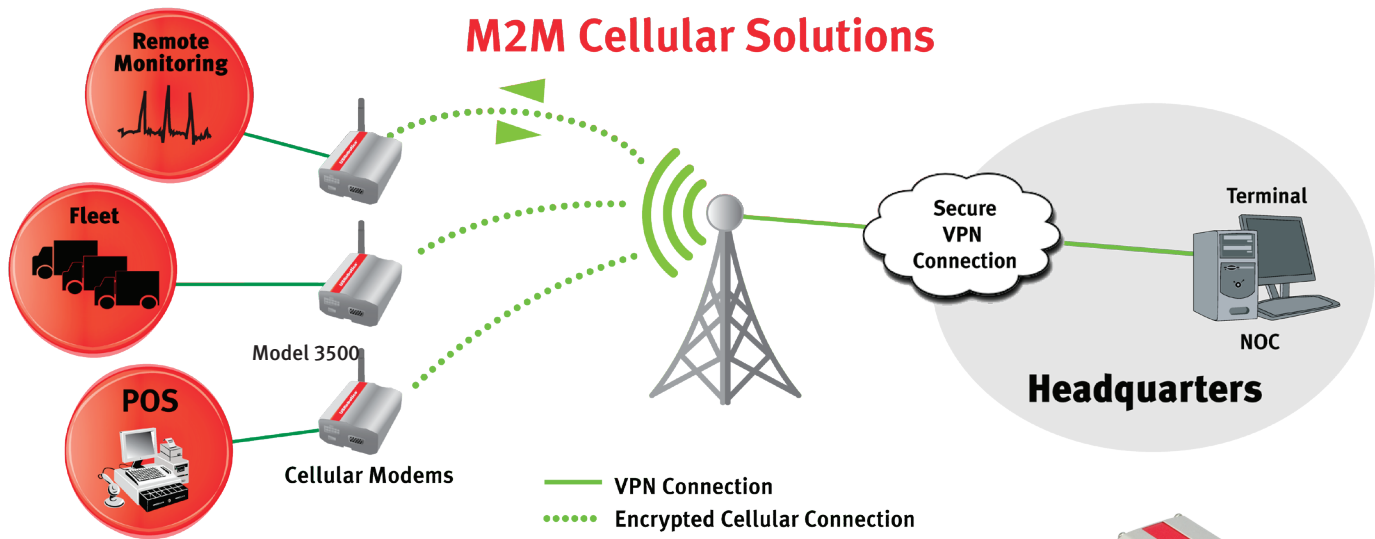 M2M Cellular Solutions
Remote
Monitoring
Fleet
Model 3500
POS
Cellular Modems
Secure
VPN
Connection
Terminal
NOC
Headquarters
VPN Connection
Encrypted Cellular Connection